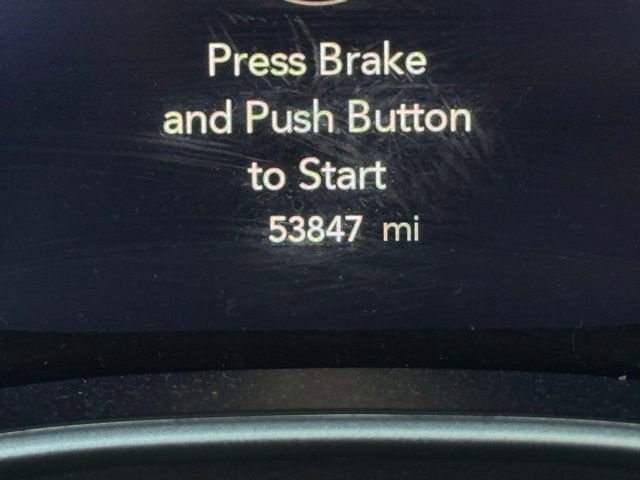 Press Brake
and Push Button
to Start
53847 mi